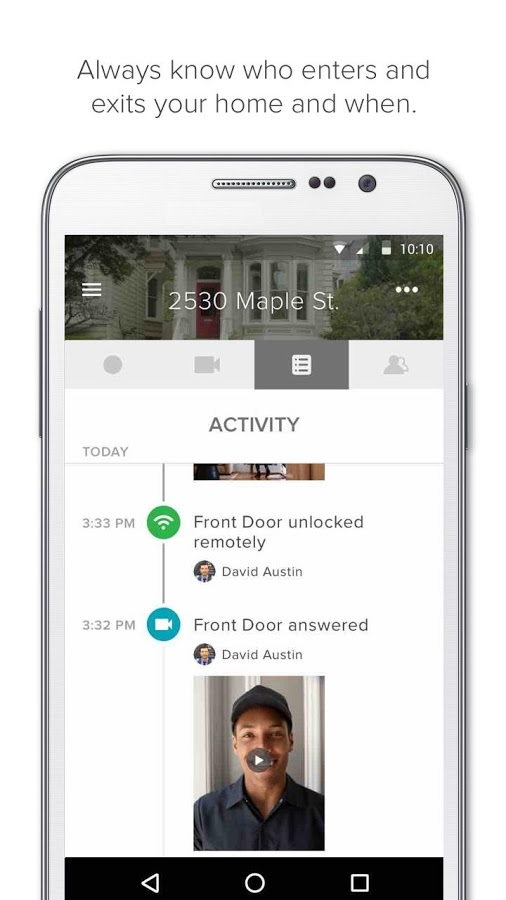 Always know who enters and
exits your home and when.
10:10
2530 Maple St.
ACTIVITY
TODAY
3:33 PM
Front Door unlocked
remotely
David Austin
3:32 PM
Front Door answered
David Austin